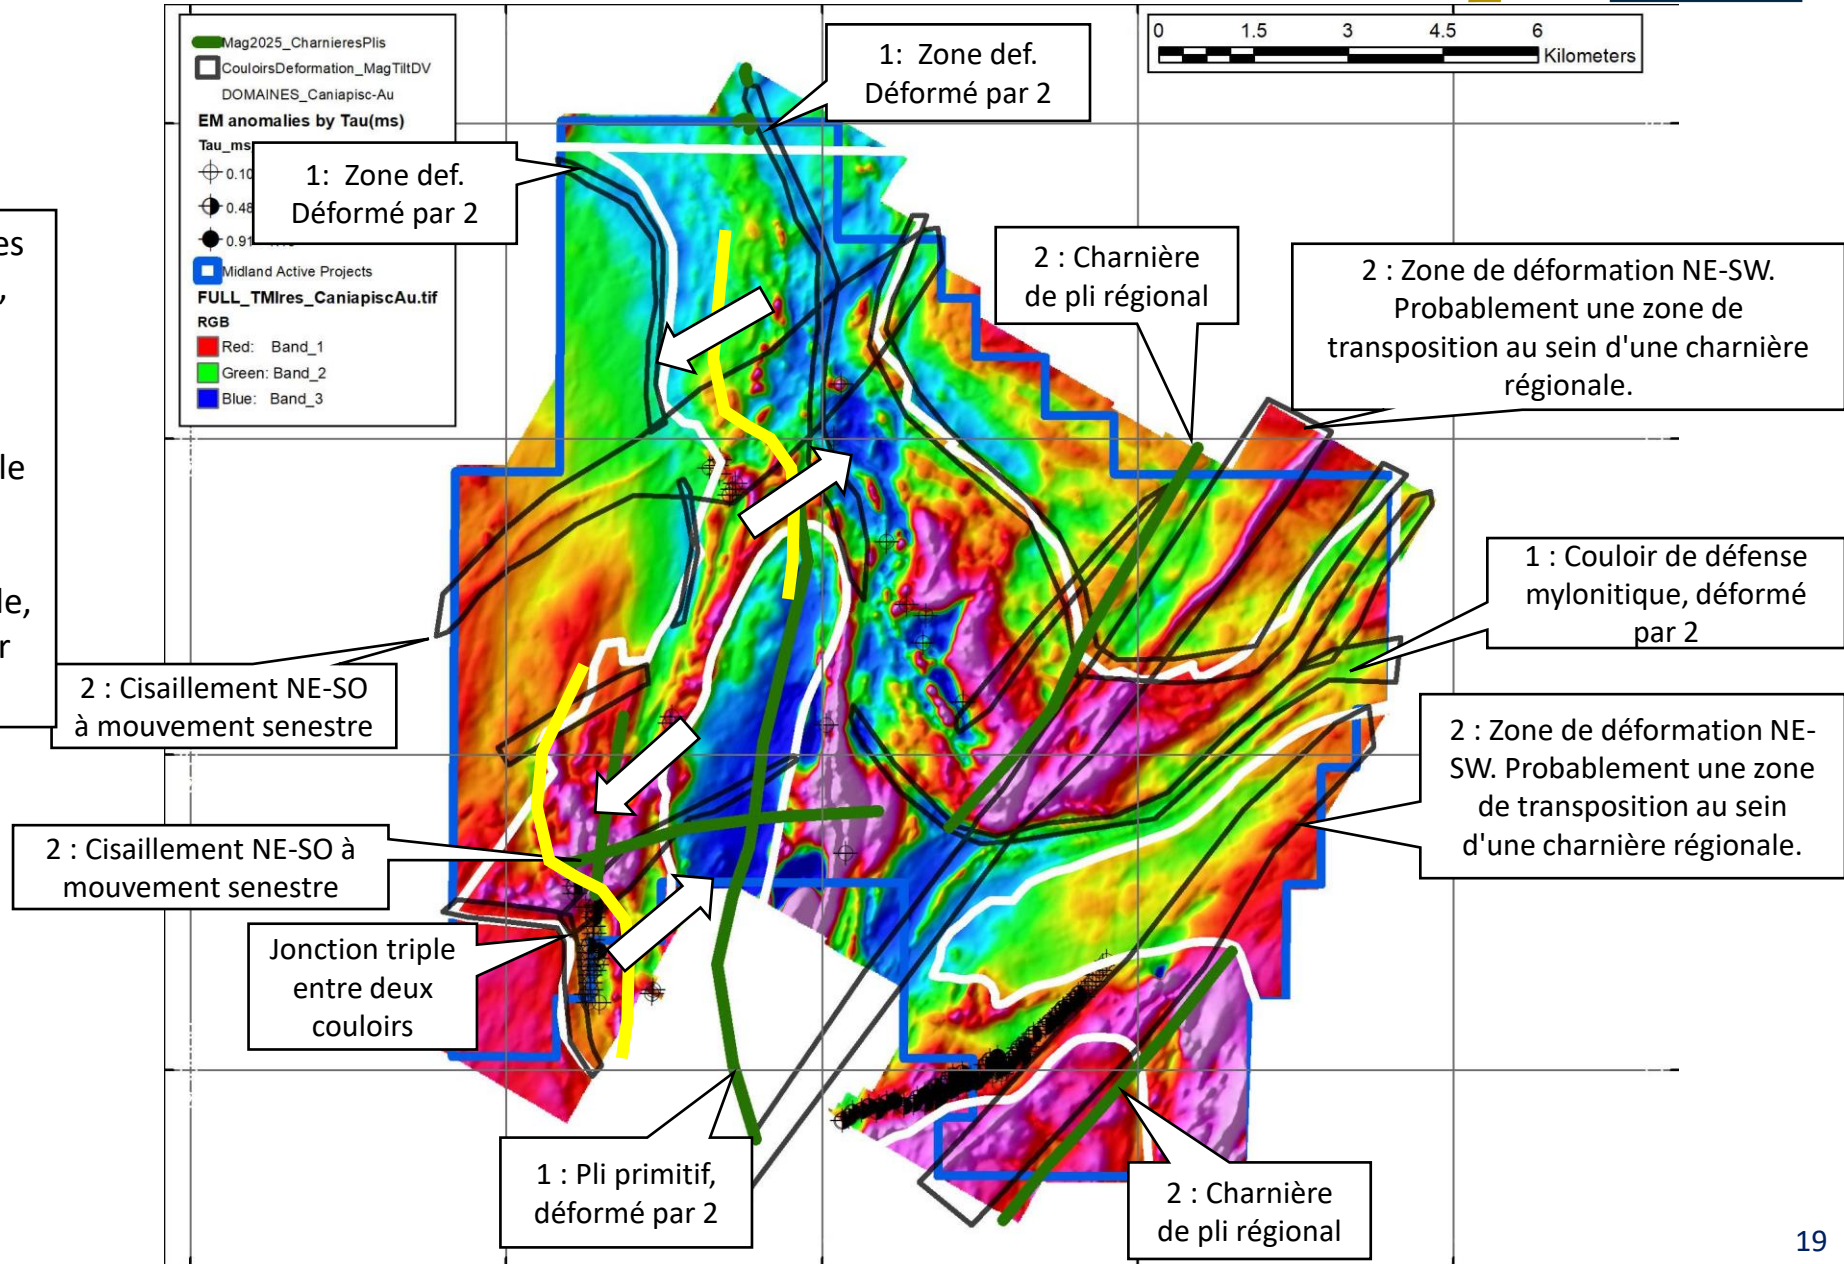 Mag2025_CharnieresPlis
CouloirsDeformation_MagTiltDV
DOMAINES_Caniapisc-Au
EM anomalies by Tau(ms)
Tau_ms
0.10
0.48
0.91
Midland Active Projects
FULL_TMIres_CaniapiscAu.tif
RGB
Red: Band_1
Green: Band_2
Blue: Band_3
0 1.5 3 4.5 6
Kilometers
1: Zone def.
Déformé par 2
1: Zone def.
Déformé par 2
es
,
le
le,
r
2 : Charnière
de pli régional
2 : Zone de déformation NE-SW.
Probablement une zone de
transposition au sein d'une charnière
régionale.
1 : Couloir de défense
mylonitique, déformé
par 2
2 : Cisaillement NE-SO
à mouvement senestre
2 : Zone de déformation NE-
SW. Probablement une zone
de transposition au sein
d'une charnière régionale.
2 : Cisaillement NE-SO à
mouvement senestre
Jonction triple
entre deux
couloirs
1 : Pli primitif,
déformé par 2
2 : Charnière
de pli régional
19